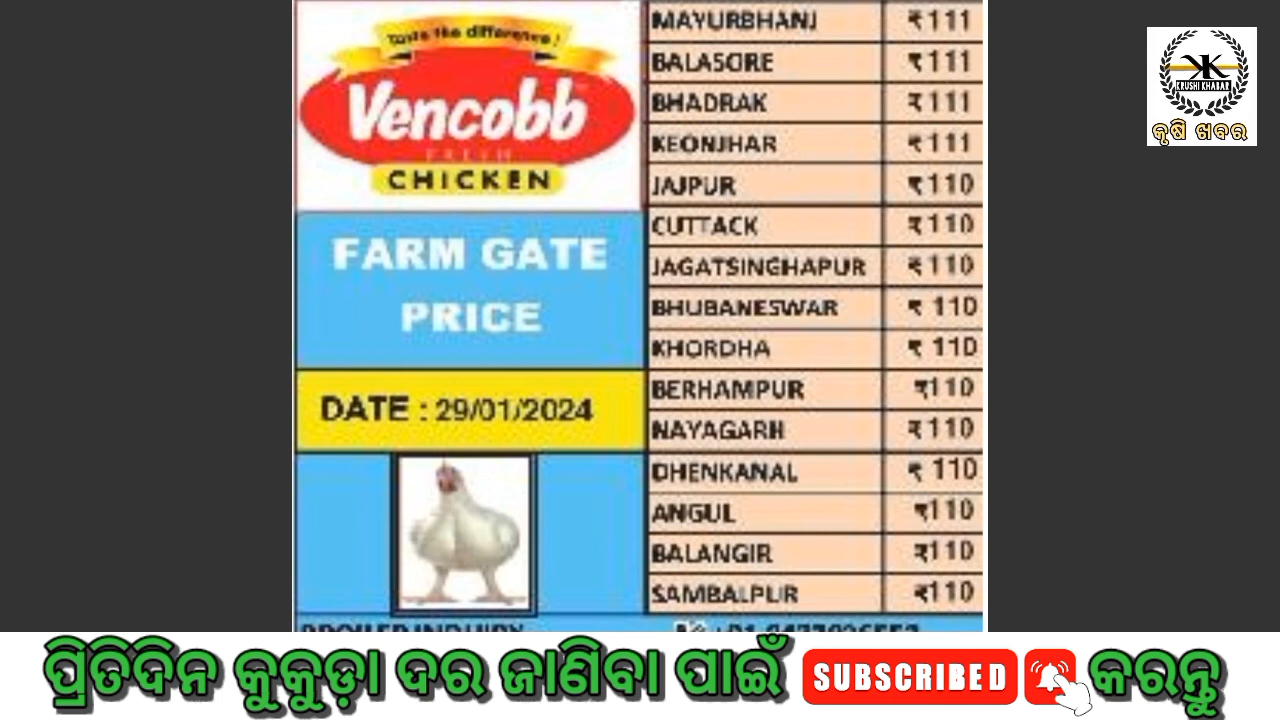 Taste the difference!
Vencobb
FRESH
CHICKEN
FARM GATE
PRICE
DATE : 29/01/2024
MAYURBHANJ ₹111
BALASORE ₹111
BHADRAK ₹111
KEONJHAR ₹111
JAJPUR ₹110
CUTTACK ₹110
JAGATSINGHAPUR ₹110
BHUBANESWAR ₹ 110
KHORDHA ₹ 110
BERHAMPUR ₹110
NAYAGARH ₹110
DHENKANAL ₹ 110
ANGUL ₹110
BALANGIR ₹110
SAMBALPUR ₹110
KRUSHI KHABAR
କୃଷି ଖବର
ପ୍ରତିଦିନ କୁକୁଡ଼ା ଦର ଜାଣିବା ପାଇଁ SUBSCRIBED କରନ୍ତୁ